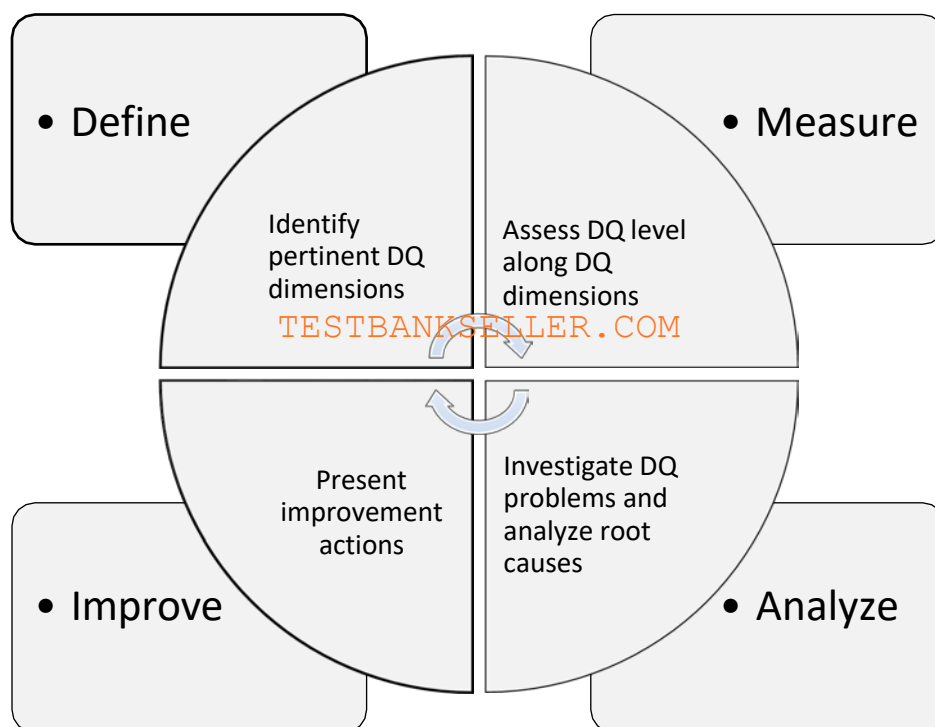 • Define
• Measure
Identify
pertinent DQ
dimensions
Assess DQ level
along DQ
dimensions
TESTBANKSELLER.COM
Present
improvement
actions
Investigate DQ
problems and
analyze root
causes
• Improve
• Analyze